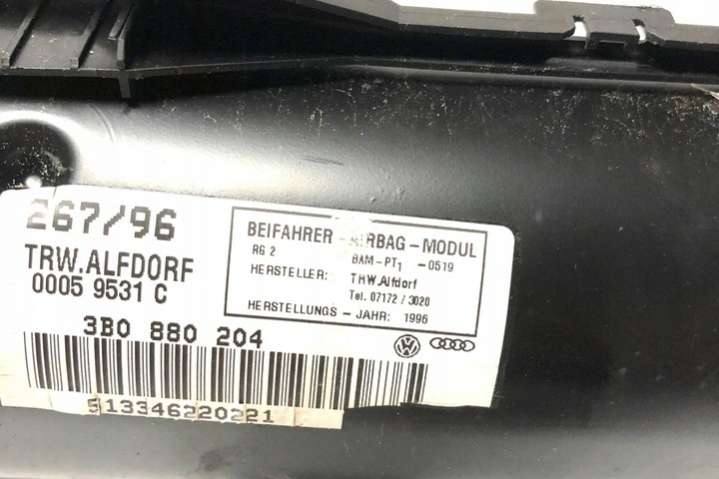 267/96
TRW.ALFDORF
0005 9531 C
3B0 880 204
513346220221
BEIFAHRER - AIRBAG - MODUL
RG 2 BAM-PT1 -0519
HERSTELLER: TRW.Alfdorf
Tel. 07172 / 3020
HERSTELLUNGS - JAHR: 1996